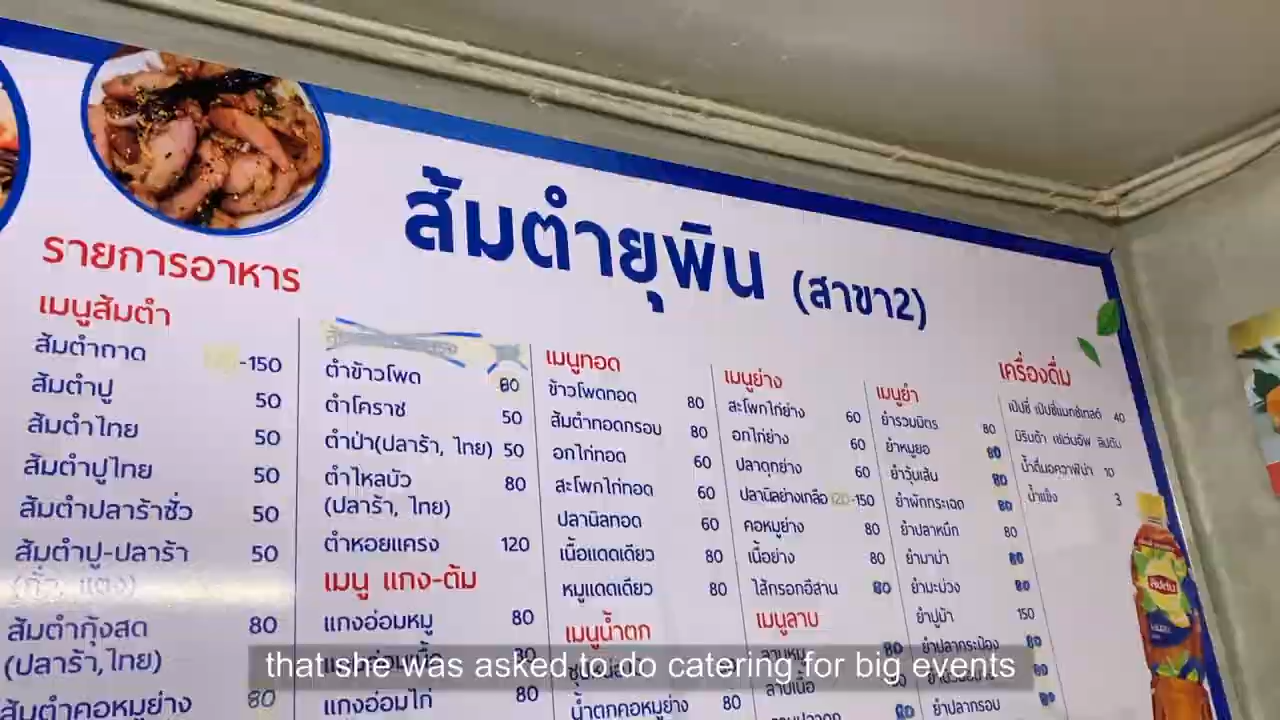 ส้มตำยุพิน (สาขา2)
รายการอาหาร
เมนูส้มตำ
ส้มตำถาด -150
ส้มตำปู 50
ส้มตำไทย 50
ส้มตำปูไทย 50
ส้มตำปลาร้าซั่ว 50
ส้มตำปู-ปลาร้า 50
ส้มตำกุ้งสด 80
(ปลาร้า,ไทย)
ส้มตำคอหมูย่าง 80
ตำข้าวโพด 80
ตำโคราช 50
ตำป่า(ปลาร้า, ไทย) 50
ตำไหลบัว 80
(ปลาร้า, ไทย)
ตำหอยแครง 120
เมนู แกง-ต้ม
แกงอ่อมหมู 80
แกงอ่อมเนื้อ 80
แกงอ่อมไก่ 80
เมนูทอด
ข้าวโพดทอด 80
ส้มตำทอดกรอบ 80
อกไก่ทอด 60
สะโพกไก่ทอด 60
ปลานิลทอด 60
เนื้อแดดเดียว 80
หมูแดดเดียว 80
เมนูน้ำตก
น้ำตกคอหมูย่าง 80
เมนูย่าง
สะโพกไก่ย่าง 60
อกไก่ย่าง 60
ปลาดุกย่าง 60
ปลานิลย่างเกลือ 120-150
คอหมูย่าง 80
เนื้อย่าง 80
ไส้กรอกอีสาน 80
เมนูลาบ
ลาบหมู 80
ลาบเนื้อ 80
เมนูยำ
ยำรวมมิตร 80
ยำหมูยอ 80
ยำวุ้นเส้น 80
ยำผักกระเฉด 80
ยำปลาหมึก 80
ยำมาม่า 80
ยำมะม่วง 80
ยำปูม้า 150
ยำปลากระป๋อง 80
ยำปลากรอบ 80
เครื่องดื่ม
เป๊ปซี่ เป๊ปซี่แมกซ์เทสต์ 40
มิรินด้า เซเว่นอัพ
น้ำดื่มอควาฟิน่า 10
น้ำแข็ง 3
Lipton
that she was asked to do catering for big events